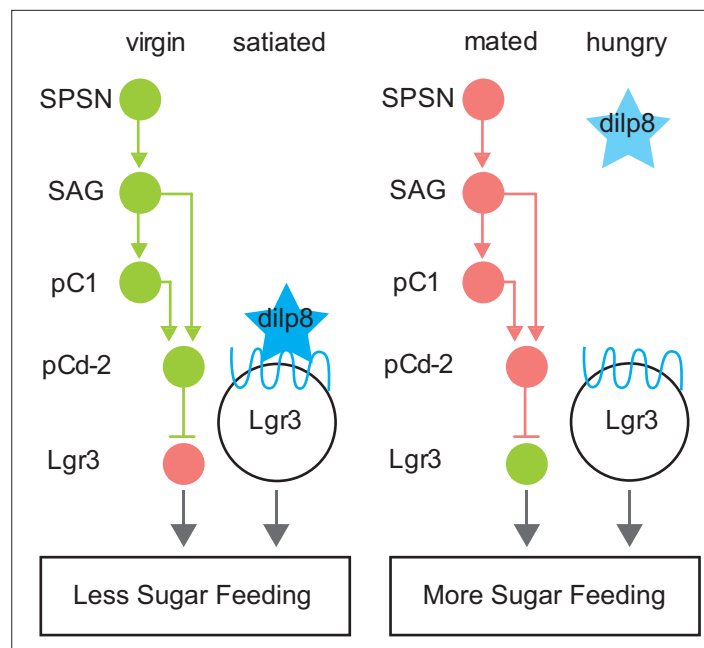 virgin satiated
SPSN
SAG
pC1
dilp8
pCd-2
Lgr3
Lgr3
Less Sugar Feeding
mated hungry
SPSN
dilp8
SAG
pC1
pCd-2
Lgr3
Lgr3
More Sugar Feeding